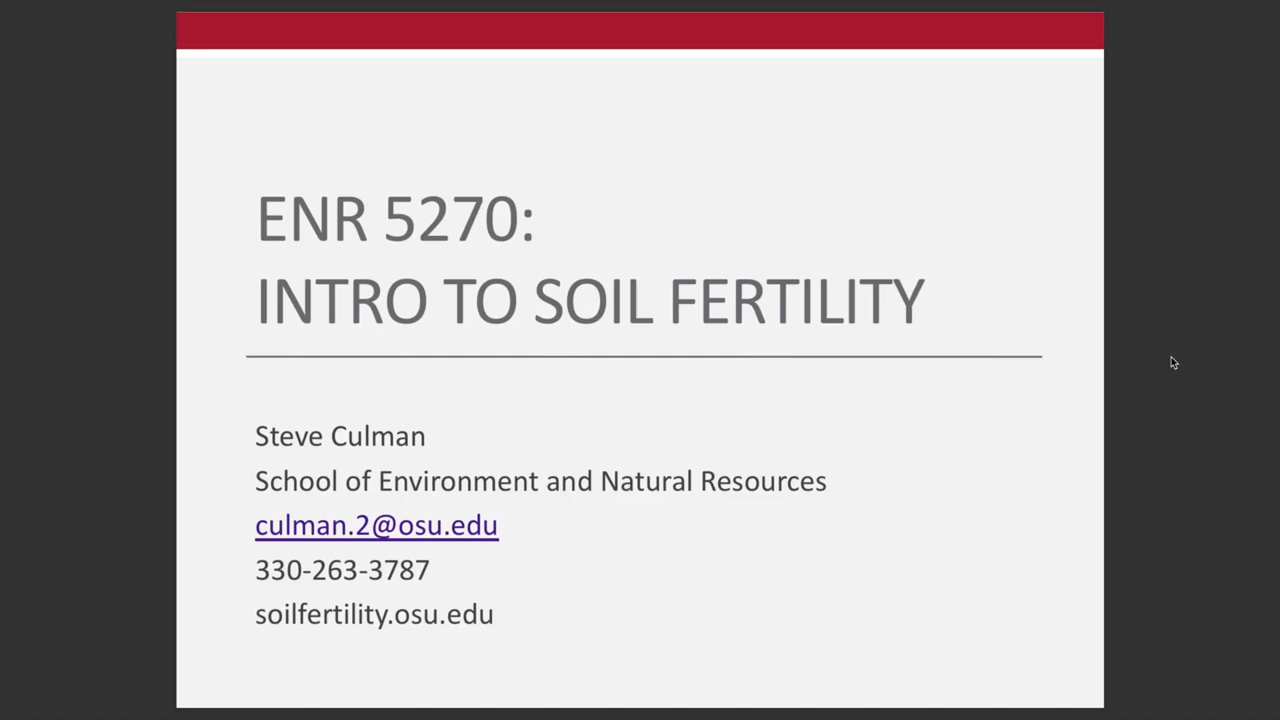 ENR 5270:
INTRO TO SOIL FERTILITY
Steve Culman
School of Environment and Natural Resources
culman.2@osu.edu
330-263-3787
soilfertility.osu.edu